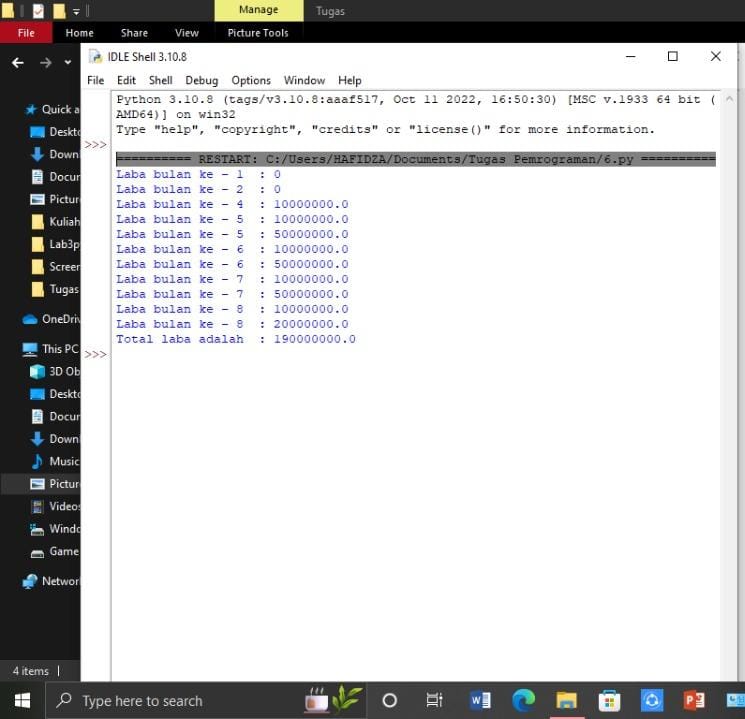 Manage
Tugas
File
Home
Share
View
Picture Tools
IDLE Shell 3.10.8
File Edit Shell Debug Options Window Help
Python 3.10.8 (tags/v3.10.8:aaaf517, Oct 11 2022, 16:50:30) [MSC v.1933 64 bit (
AMD64)] on win32
Type "help", "copyright", "credits" or "license()" for more information.
>>>
========== RESTART: C:/Users/HAFIDZA/Documents/Tugas Pemrograman/6.py ==========
Laba bulan ke - 1 : 0
Laba bulan ke - 2 : 0
Laba bulan ke - 4 : 10000000.0
Laba bulan ke - 5 : 10000000.0
Laba bulan ke - 5 : 50000000.0
Laba bulan ke - 6 : 10000000.0
Laba bulan ke - 6 : 50000000.0
Laba bulan ke - 7 : 10000000.0
Laba bulan ke - 7 : 50000000.0
Laba bulan ke - 8 : 10000000.0
Laba bulan ke - 8 : 20000000.0
Total laba adalah : 190000000.0
>>>
Quick a
Deskto
Down
Docur
Pictur
Kuliah
Lab3p
Screer
Tugas
OneDri
This PC
3D Ob
Deskto
Docur
Down
Music
Pictur
Videos
Windo
Game
Networ
4 items
Type here to search